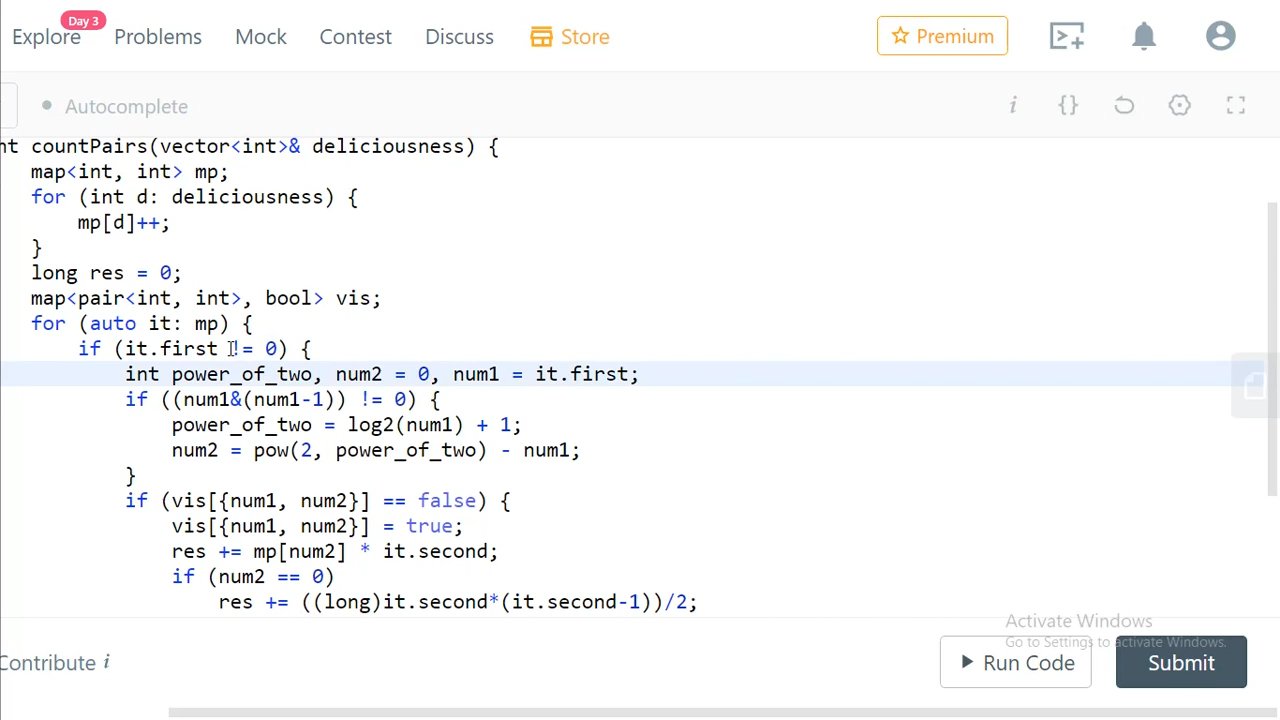 Day 3
Explore Problems Mock Contest Discuss Store Premium
Autocomplete i {}
nt countPairs(vector<int>& deliciousness) {
map<int, int> mp;
for (int d: deliciousness) {
mp[d]++;
}
long res = 0;
map<pair<int, int>, bool> vis;
for (auto it: mp) {
if (it.first != 0) {
int power_of_two, num2 = 0, num1 = it.first;
if ((num1&(num1-1)) != 0) {
power_of_two = log2(num1) + 1;
num2 = pow(2, power_of_two) - num1;
}
if (vis[{num1, num2}] == false) {
vis[{num1, num2}] = true;
res += mp[num2] * it.second;
if (num2 == 0)
res += ((long)it.second*(it.second-1))/2;
Activate Windows
Go to Settings to activate Windows.
Contribute i
Run Code
Submit